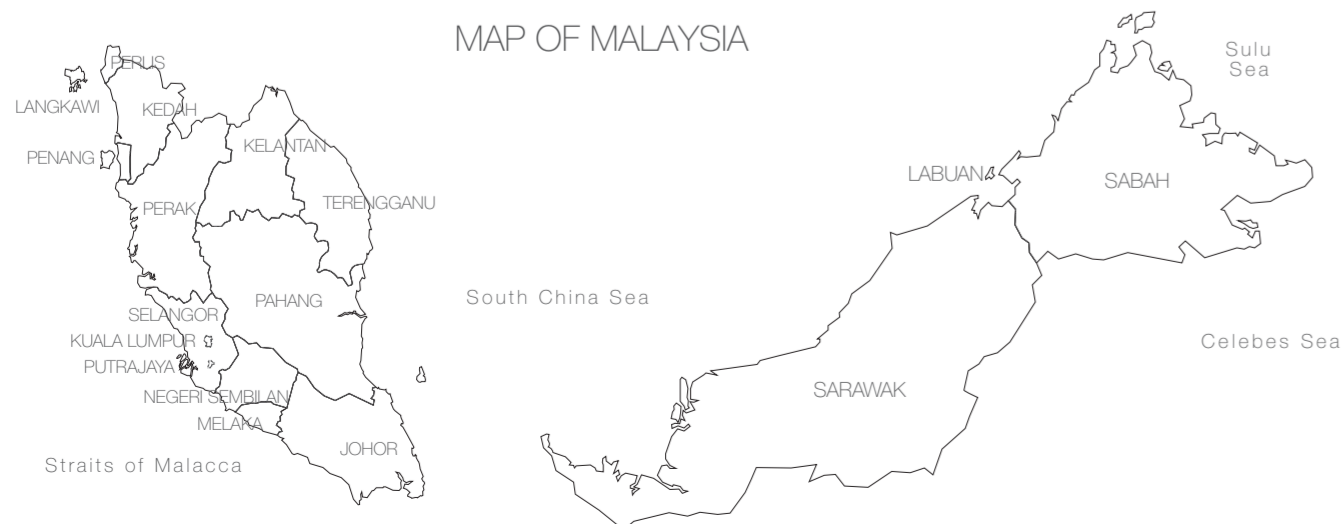 MAP OF MALAYSIA
Sulu
Sea
PERUS
LANGKAWI
KEDAH
PENANG
KELANTAN
LABUAN
SABAH
PERAK
TERENGGANU
South China Sea
PAHANG
SELANGOR
KUALA LUMPUR
Celebes Sea
PUTRAJAYA
SARAWAK
NEGERI SEMBILAN
MELAKA
JOHOR
Straits of Malacca